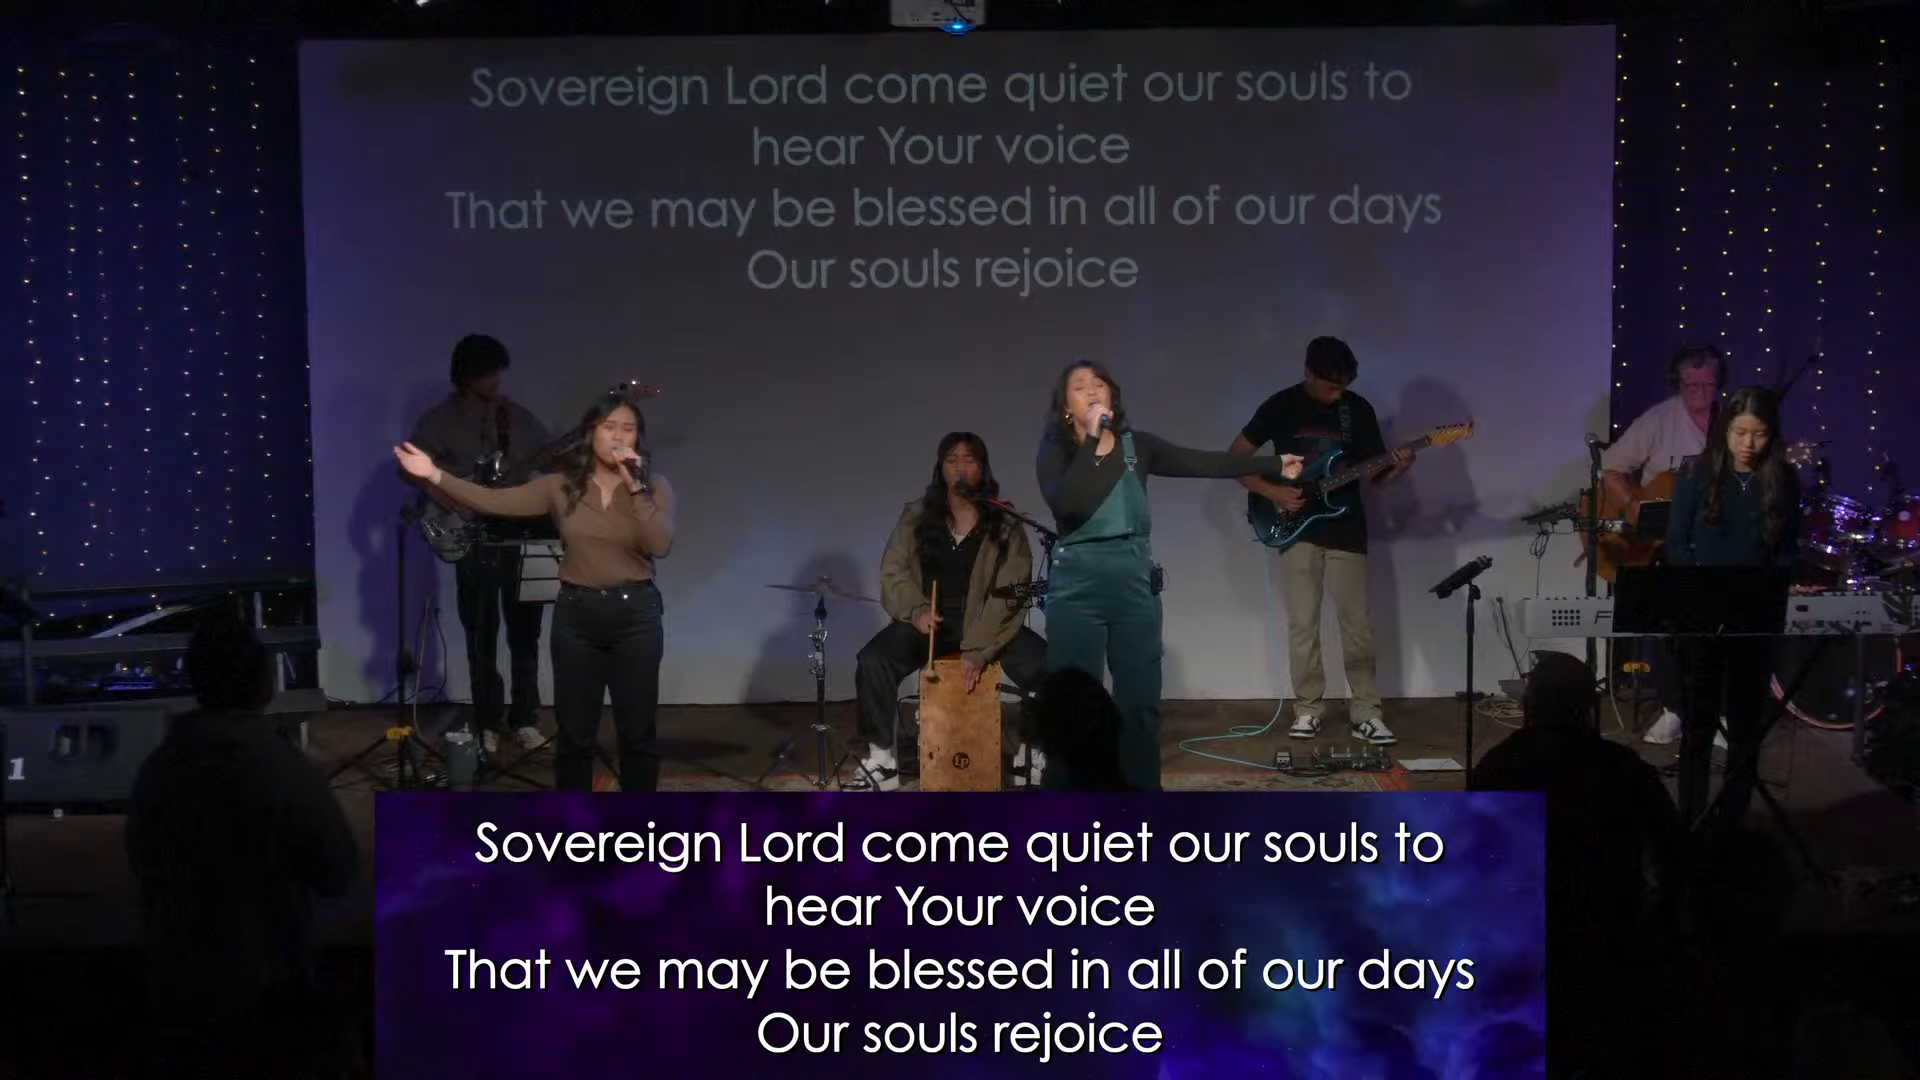 Sovereign Lord come quiet our souls to
hear Your voice
That we may be blessed in all of our days
Our souls rejoice
1
LP
Sovereign Lord come quiet our souls to
hear Your voice
That we may be blessed in all of our days
Our souls rejoice